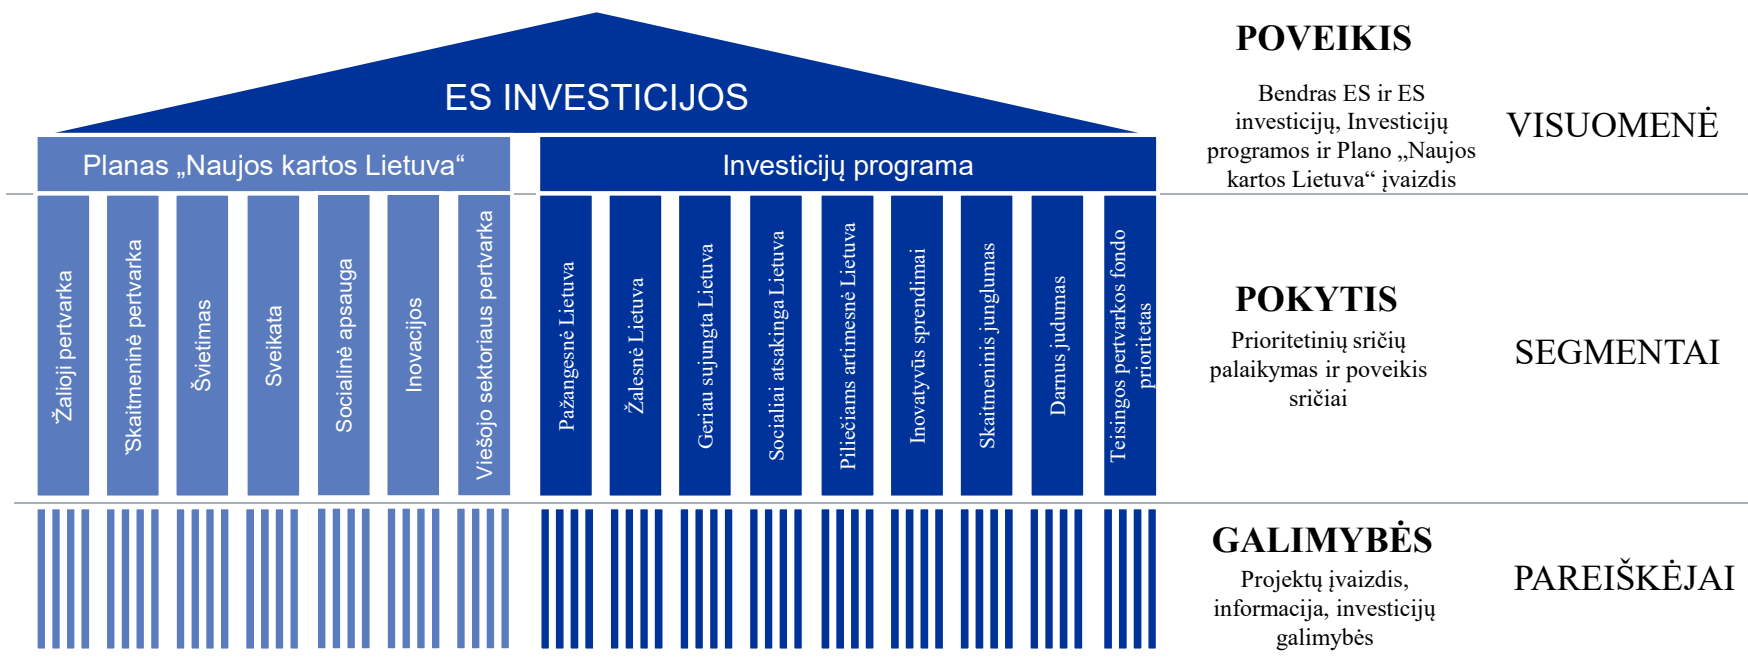 ES INVESTICIJOS
Planas „Naujos kartos Lietuva“
Investicijų programa
Žalioji pertvarka
Skaitmeninė pertvarka
Švietimas
Sveikata
Socialinė apsauga
Inovacijos
Viešojo sektoriaus pertvarka
Pažangesnė Lietuva
Žalesnė Lietuva
Geriau sujungta Lietuva
Socialiai atsakinga Lietuva
Piliečiams artimesnė Lietuva
Inovatyvūs sprendimai
Skaitmeninis junglumas
Darnus judumas
Teisingos pertvarkos fondo
prioritetas
POVEIKIS
Bendras ES ir ES
investicijų, Investicijų
programos ir Plano „Naujos
kartos Lietuva“ įvaizdis
VISUOMENĖ
POKYTIS
Prioritetinių sričių
palaikymas ir poveikis
sričiai
SEGMENTAI
GALIMYBĖS
Projektų įvaizdis,
informacija, investicijų
galimybės
PAREIŠKĖJAI